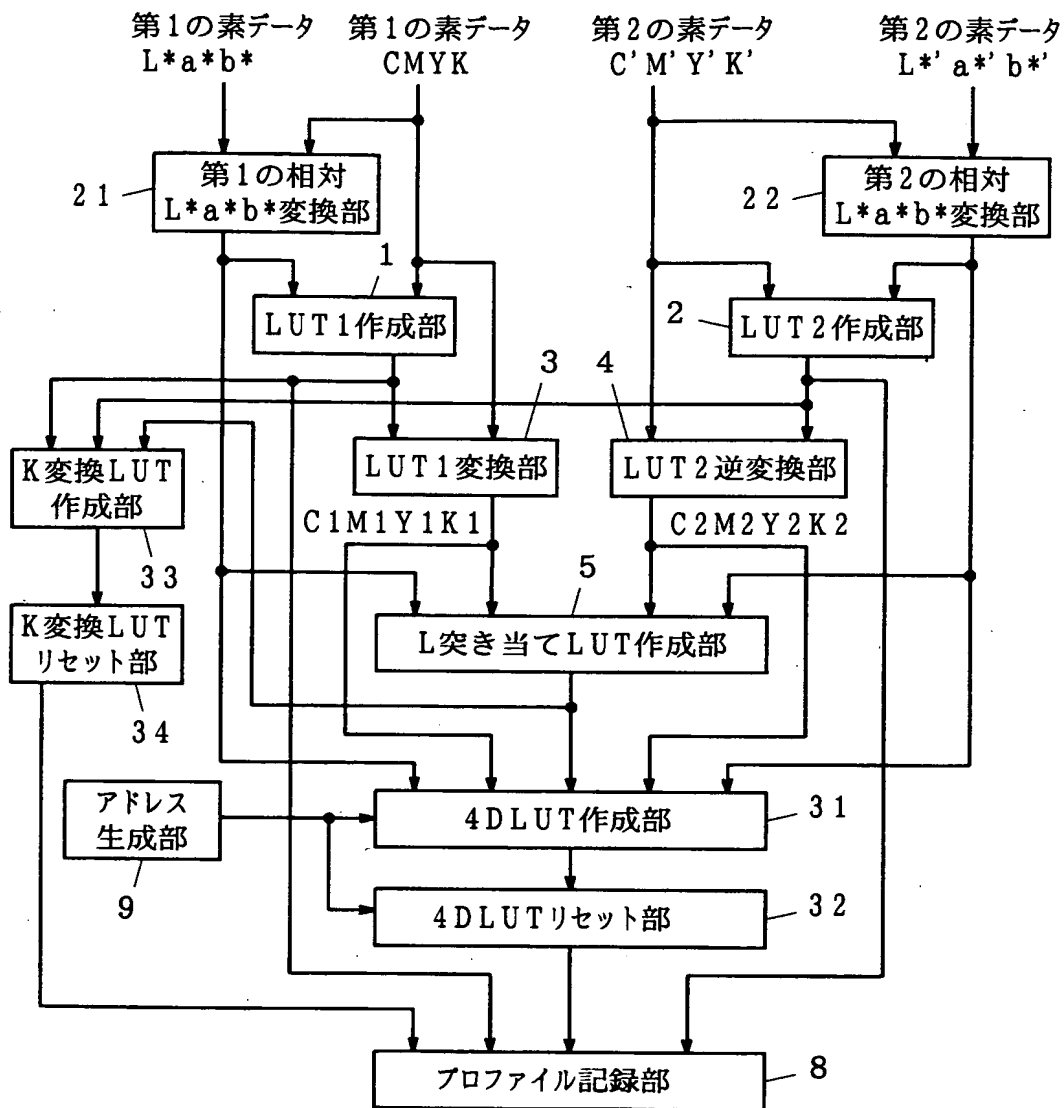 第1の素データ
L*a*b*
第1の素データ
CMYK
第2の素データ
C'M'Y'K'
第2の素データ
L*'a*'b*'
第1の相対
L*a*b*変換部
21
第2の相対
L*a*b*変換部
22
1
LUT1作成部
2
LUT2作成部
3
4
K変換LUT
作成部
33
LUT1変換部
LUT2逆変換部
C1M1Y1K1
C2M2Y2K2
5
K変換LUT
リセット部
34
L突き当てLUT作成部
アドレス
生成部
9
4DLUT作成部
31
4DLUTリセット部
32
プロファイル記録部
8